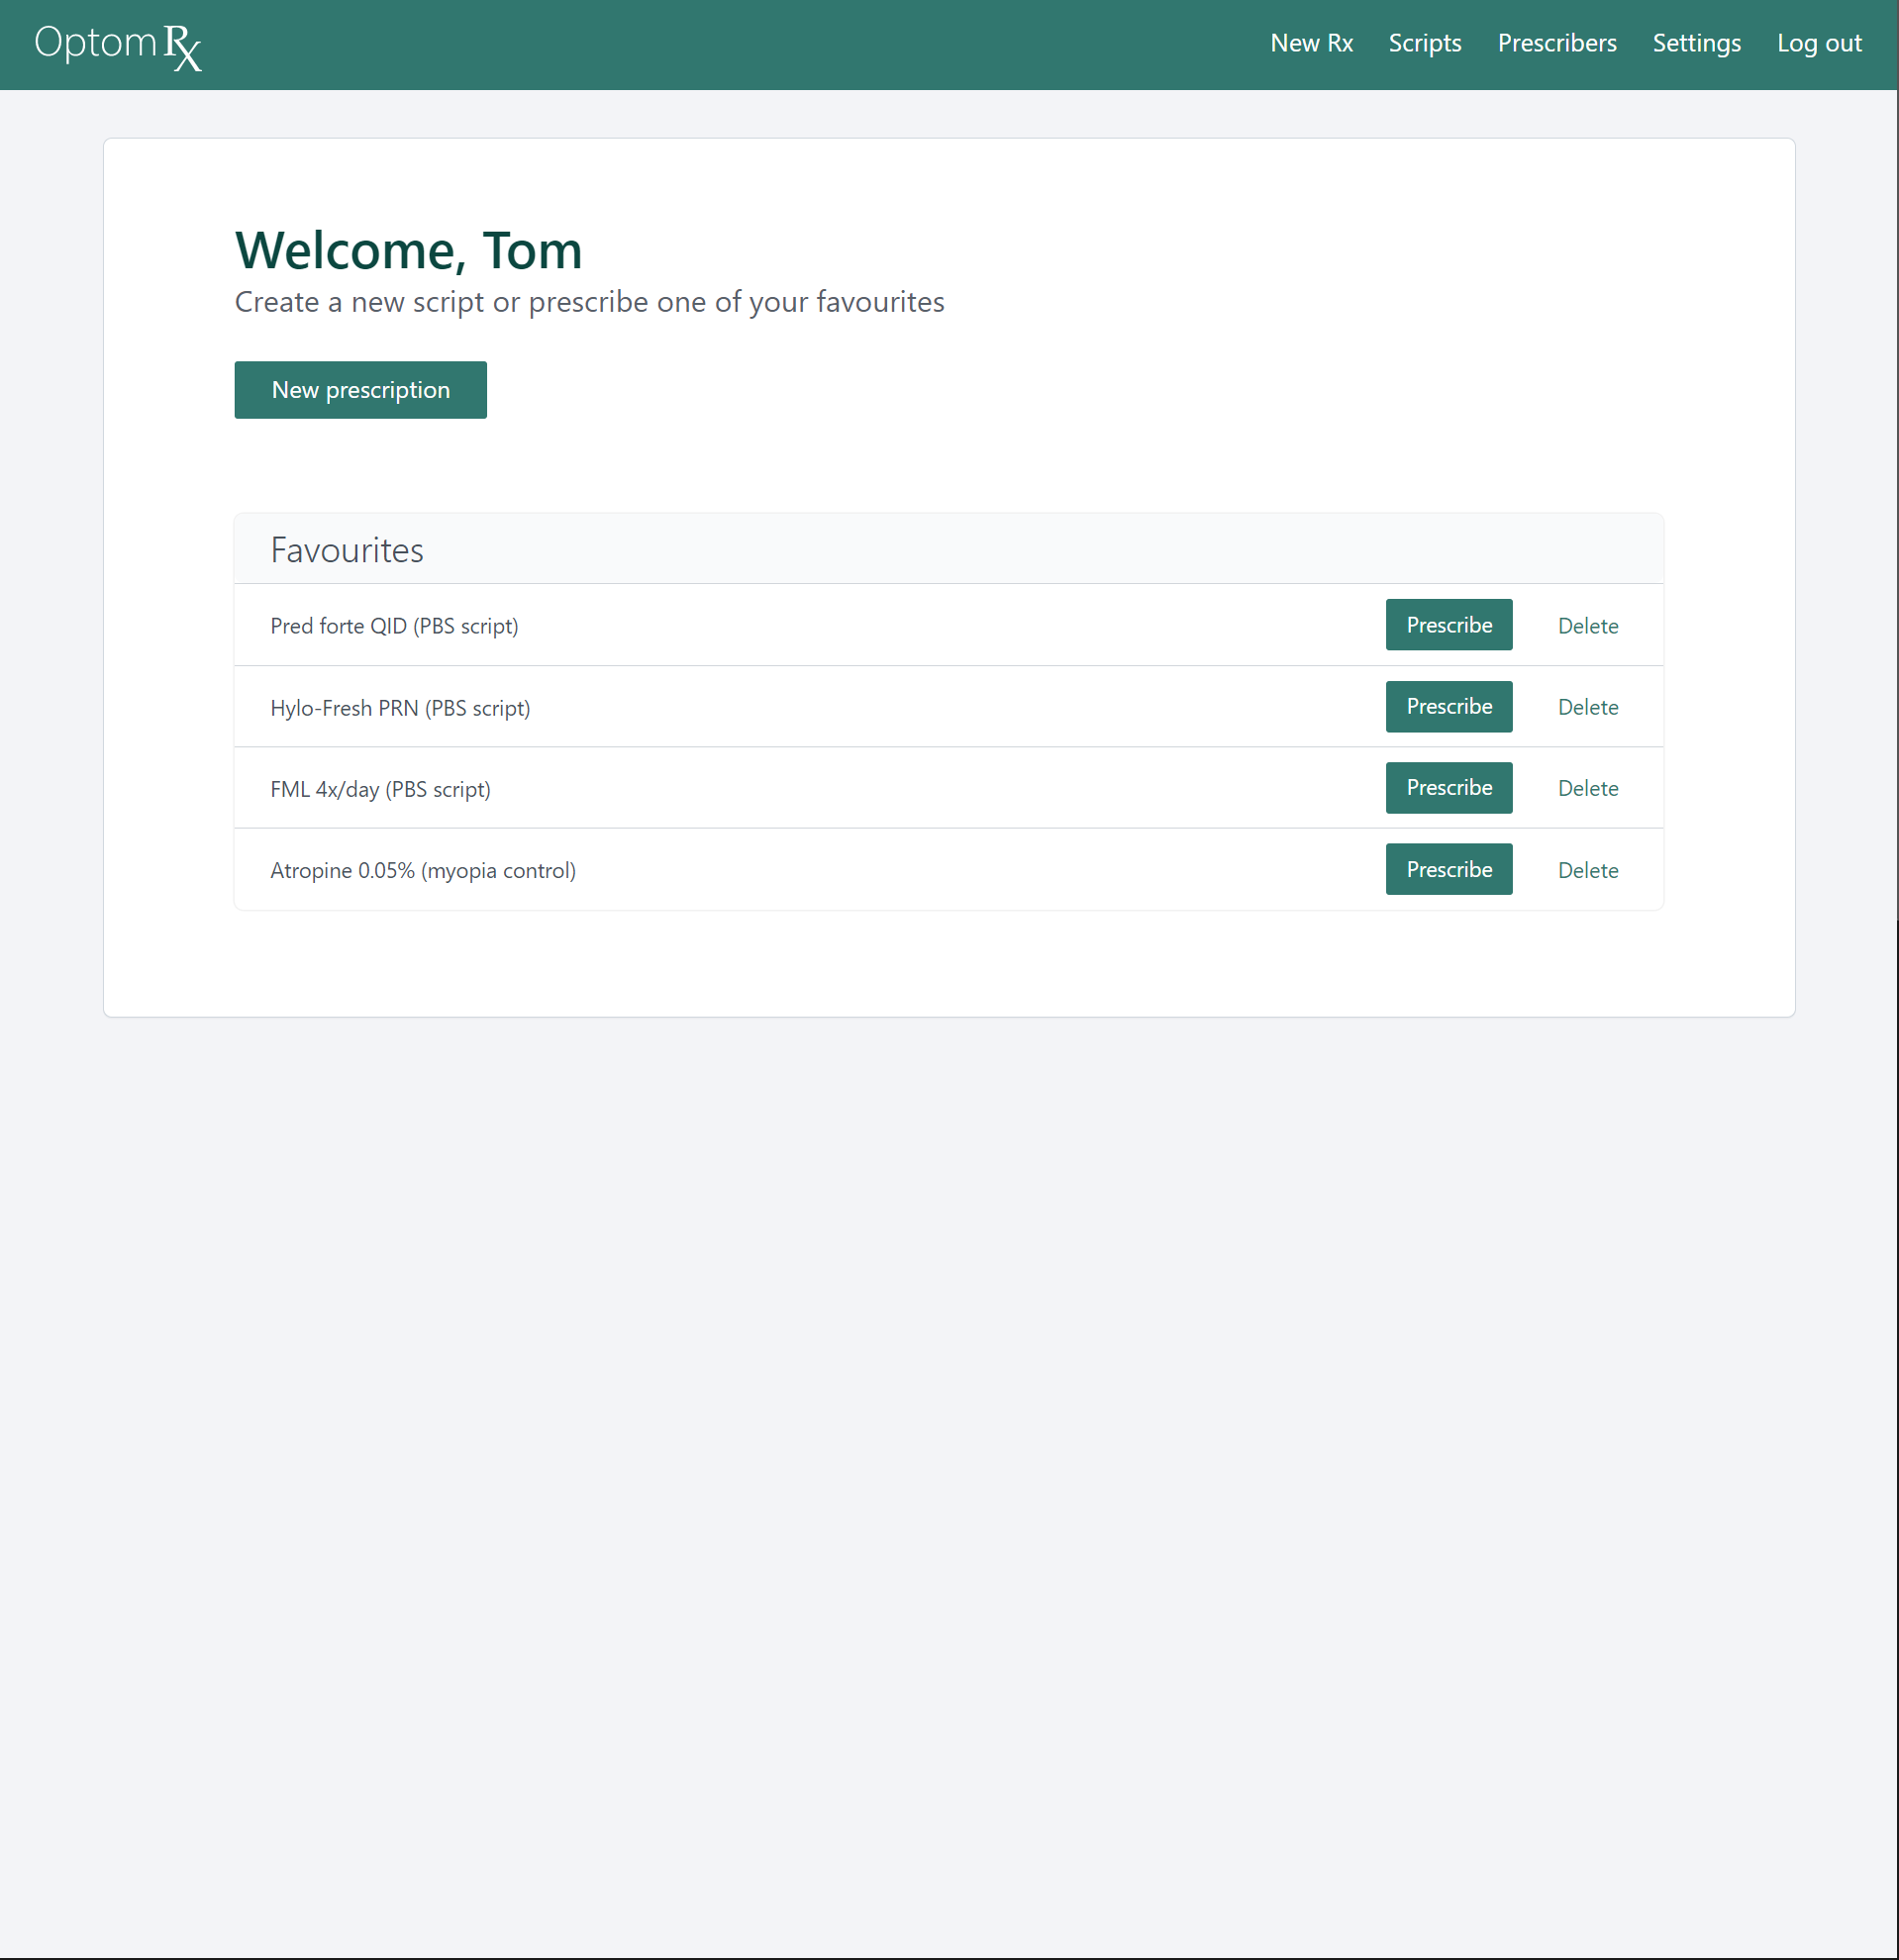 Optom Rx
New Rx Scripts Prescribers Settings Log out
Welcome, Tom
Create a new script or prescribe one of your favourites
New prescription
Favourites
Pred forte QID (PBS script) Prescribe Delete
Hylo-Fresh PRN (PBS script) Prescribe Delete
FML 4x/day (PBS script) Prescribe Delete
Atropine 0.05% (myopia control) Prescribe Delete